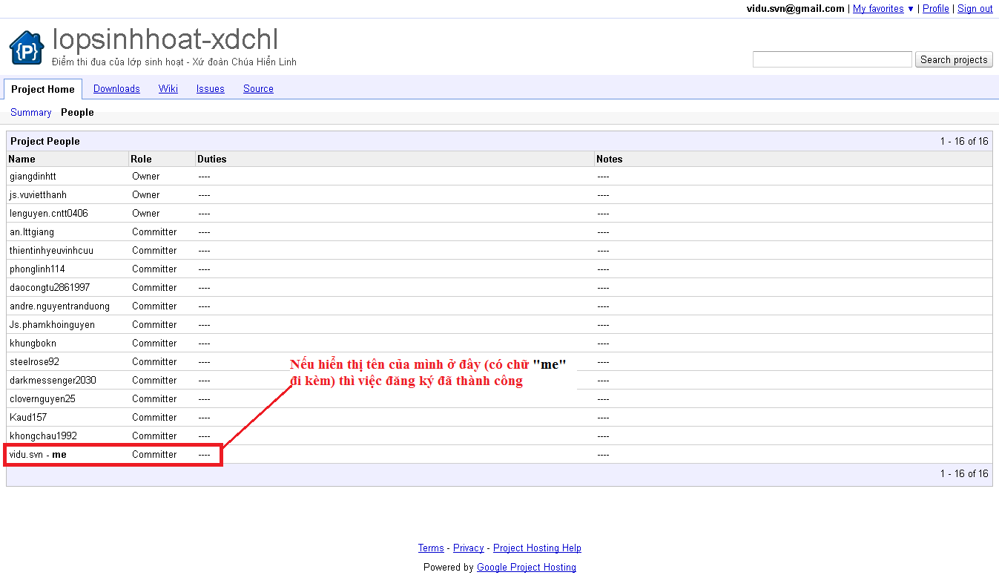 vidu.svn@gmail.com | My favorites ▼ | Profile | Sign out
lopsinhhoat-xdchl
Điểm thi đua của lớp sinh hoạt - Xứ đoàn Chúa Hiển Linh
Search projects
Project Home Downloads Wiki Issues Source
Summary People
Project People 1 - 16 of 16
Name Role Duties Notes
giangdinhtt Owner ---- ----
js.vuvietthanh Owner ---- ----
lenguyen.cntt0406 Owner ---- ----
an.lttgiang Committer ---- ----
thientinhyeuvinhcuu Committer ---- ----
phonglinh114 Committer ---- ----
daocongtu2861997 Committer ---- ----
andre.nguyentranduong Committer ---- ----
Js.phamkhoinguyen Committer ---- ----
khungbokn Committer ---- ----
steelrose92 Committer ---- ----
Nếu hiển thị tên của mình ở đây (có chữ "me"
đi kèm) thì việc đăng ký đã thành công
darkmessenger2030 Committer ---- ----
clovernguyen25 Committer ---- ----
Kaud157 Committer ---- ----
khongchau1992 Committer ---- ----
vidu.svn - me Committer ---- ----
1 - 16 of 16
Terms - Privacy - Project Hosting Help
Powered by Google Project Hosting